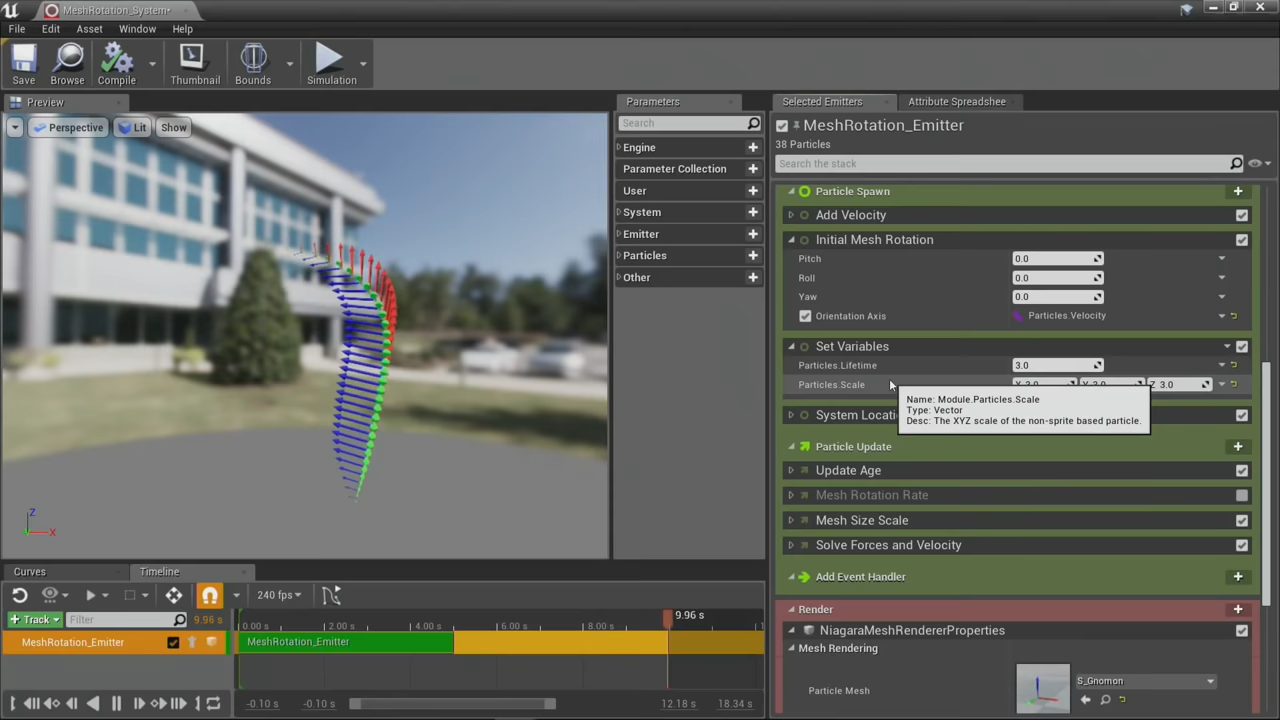 MeshRotation_System*
File Edit Asset Window Help
Save Browse Compile Thumbnail Bounds Simulation
Preview
Perspective Lit Show
Z
X
Parameters
Search
Engine
Parameter Collection
User
System
Emitter
Particles
Other
Selected Emitters Attribute Spreadshee
MeshRotation_Emitter
38 Particles
Search the stack
Particle Spawn
Add Velocity
Initial Mesh Rotation
Pitch 0.0
Roll 0.0
Yaw 0.0
Orientation Axis Particles.Velocity
Set Variables
Particles.Lifetime 3.0
Particles.Scale X 3.0 Y 3.0 Z 3.0
Name: Module.Particles.Scale
Type: Vector
Desc: The XYZ scale of the non-sprite based particle.
System Locati
Particle Update
Update Age
Mesh Rotation Rate
Mesh Size Scale
Solve Forces and Velocity
Add Event Handler
Render
NiagaraMeshRendererProperties
Mesh Rendering
Particle Mesh S_Gnomon
Curves Timeline
240 fps
Track Filter 9.96 s
9.96 s
0.00 s 2.00 s 4.00 s 6.00 s 8.00 s
MeshRotation_Emitter MeshRotation_Emitter
-0.10 s -0.10 s 12.18 s 18.34 s